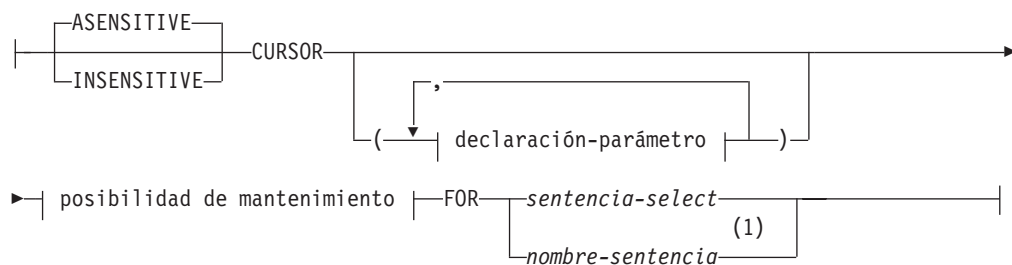 ASENSITIVE
INSENSITIVE
CURSOR
,
( declaración-parámetro )
posibilidad de mantenimiento FOR sentencia-select
(1)
nombre-sentencia